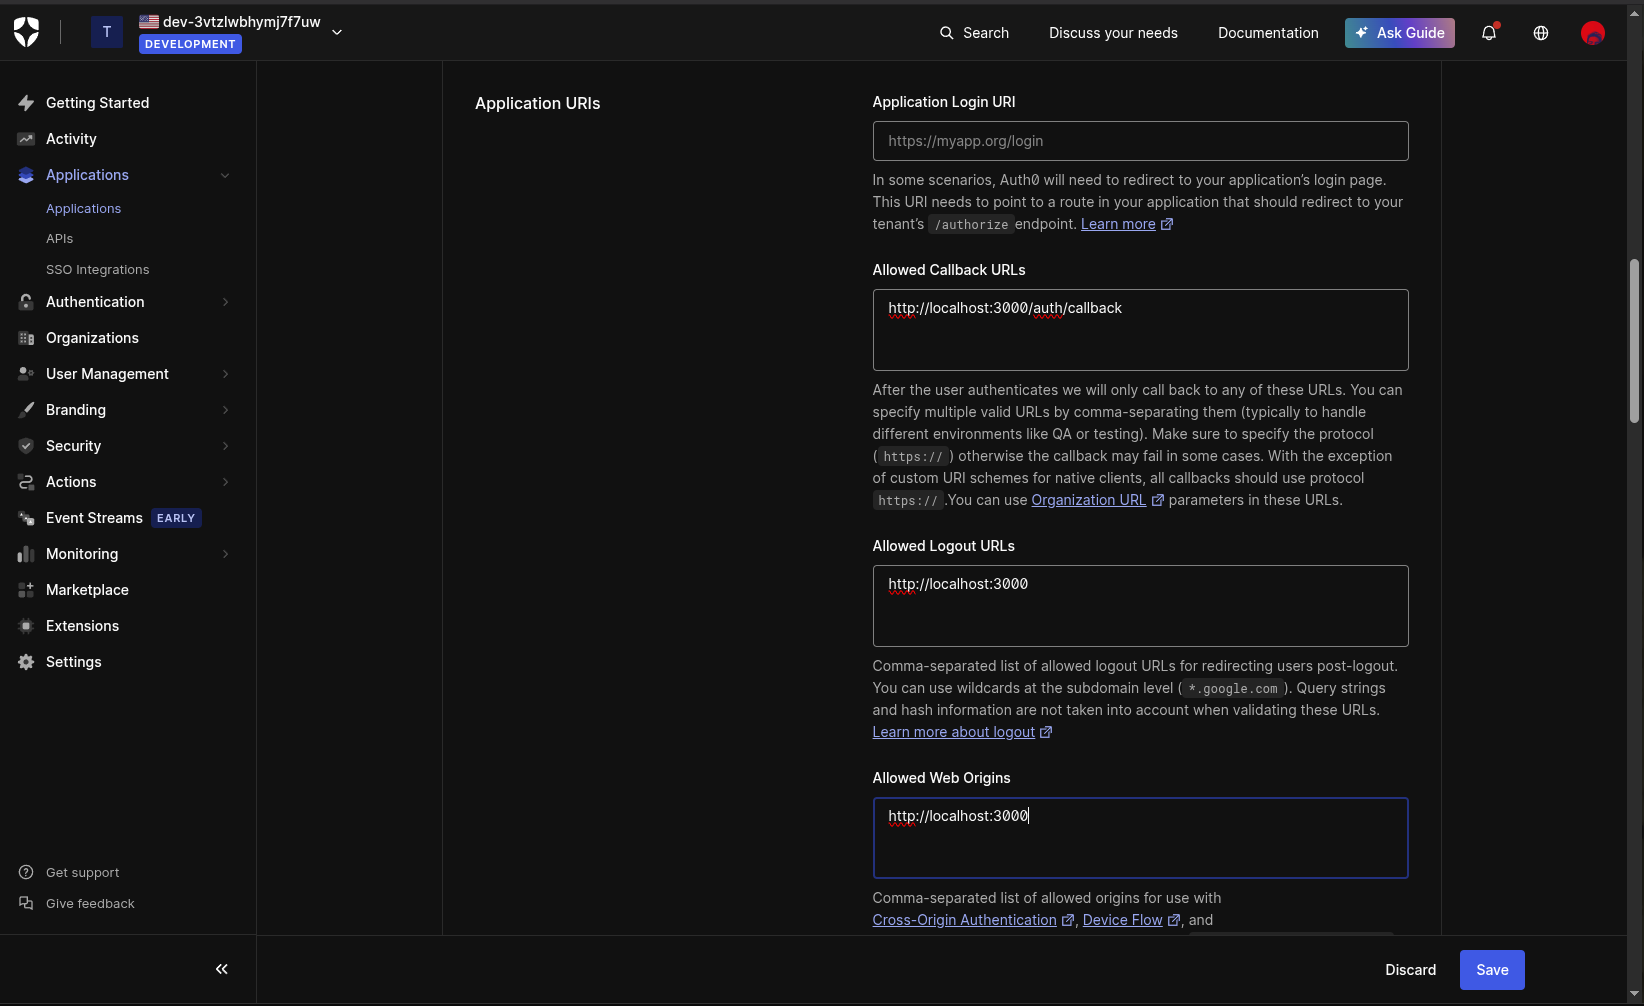 T
dev-3vtzlwbhymj7f7uw
DEVELOPMENT
Search
Discuss your needs
Documentation
Ask Guide
Getting Started
Activity
Applications
Applications
APIs
SSO Integrations
Authentication
Organizations
User Management
Branding
Security
Actions
Event Streams EARLY
Monitoring
Marketplace
Extensions
Settings
Get support
Give feedback
Application URIs
Application Login URI
https://myapp.org/login
In some scenarios, Auth0 will need to redirect to your application’s login page.
This URI needs to point to a route in your application that should redirect to your
tenant’s /authorize endpoint. Learn more
Allowed Callback URLs
http://localhost:3000/auth/callback
After the user authenticates we will only call back to any of these URLs. You can
specify multiple valid URLs by comma-separating them (typically to handle
different environments like QA or testing). Make sure to specify the protocol
( https:// ) otherwise the callback may fail in some cases. With the exception
of custom URI schemes for native clients, all callbacks should use protocol
https:// .You can use Organization URL parameters in these URLs.
Allowed Logout URLs
http://localhost:3000
Comma-separated list of allowed logout URLs for redirecting users post-logout.
You can use wildcards at the subdomain level ( *.google.com ). Query strings
and hash information are not taken into account when validating these URLs.
Learn more about logout
Allowed Web Origins
http://localhost:3000
Comma-separated list of allowed origins for use with
Cross-Origin Authentication , Device Flow , and
Discard
Save